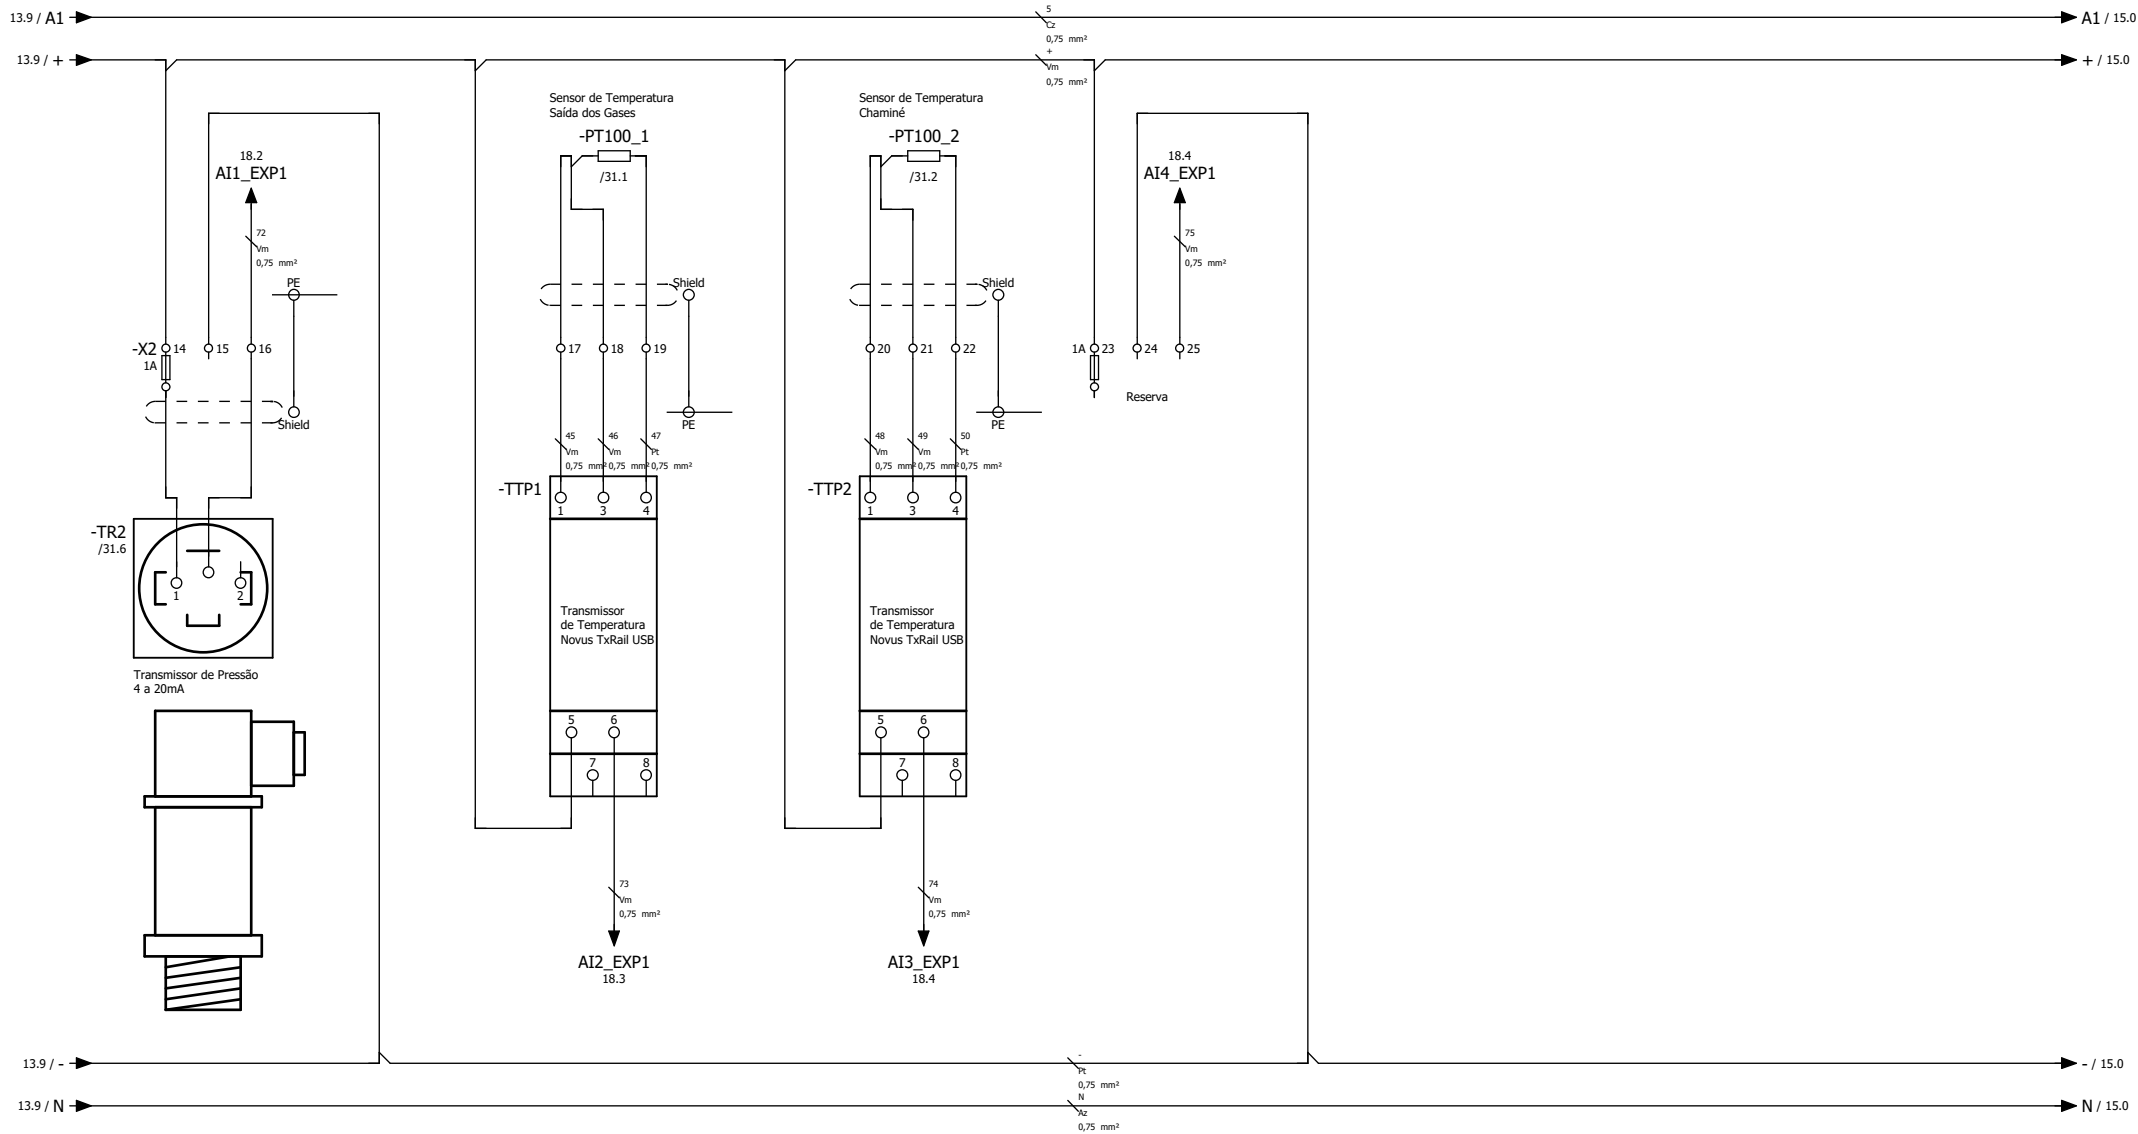 13.9 / A1
5
Cz
0,75 mm²
A1 / 15.0
13.9 / +
+
Vm
0,75 mm²
+ / 15.0
Sensor de Temperatura
Saída dos Gases
-PT100_1
/31.1
Sensor de Temperatura
Chaminé
-PT100_2
/31.2
18.2
AI1_EXP1
72
Vm
0,75 mm²
PE
18.4
AI4_EXP1
75
Vm
0,75 mm²
Shield
Shield
-X2
14
15
16
1A
17
18
19
20
21
22
1A
23
24
25
Reserva
Shield
PE
PE
45
Vm
0,75 mm²
46
Vm
0,75 mm²
47
Pt
0,75 mm²
48
Vm
0,75 mm²
49
Vm
0,75 mm²
50
Pt
0,75 mm²
-TTP1
1
3
4
-TTP2
1
3
4
-TR2
/31.6
1
2
Transmissor
de Temperatura
Novus TxRail USB
Transmissor
de Temperatura
Novus TxRail USB
Transmissor de Pressão
4 a 20mA
5
6
7
8
5
6
7
8
73
Vm
0,75 mm²
AI2_EXP1
18.3
74
Vm
0,75 mm²
AI3_EXP1
18.4
13.9 / -
-
Pt
0,75 mm²
- / 15.0
13.9 / N
N
Az
0,75 mm²
N / 15.0